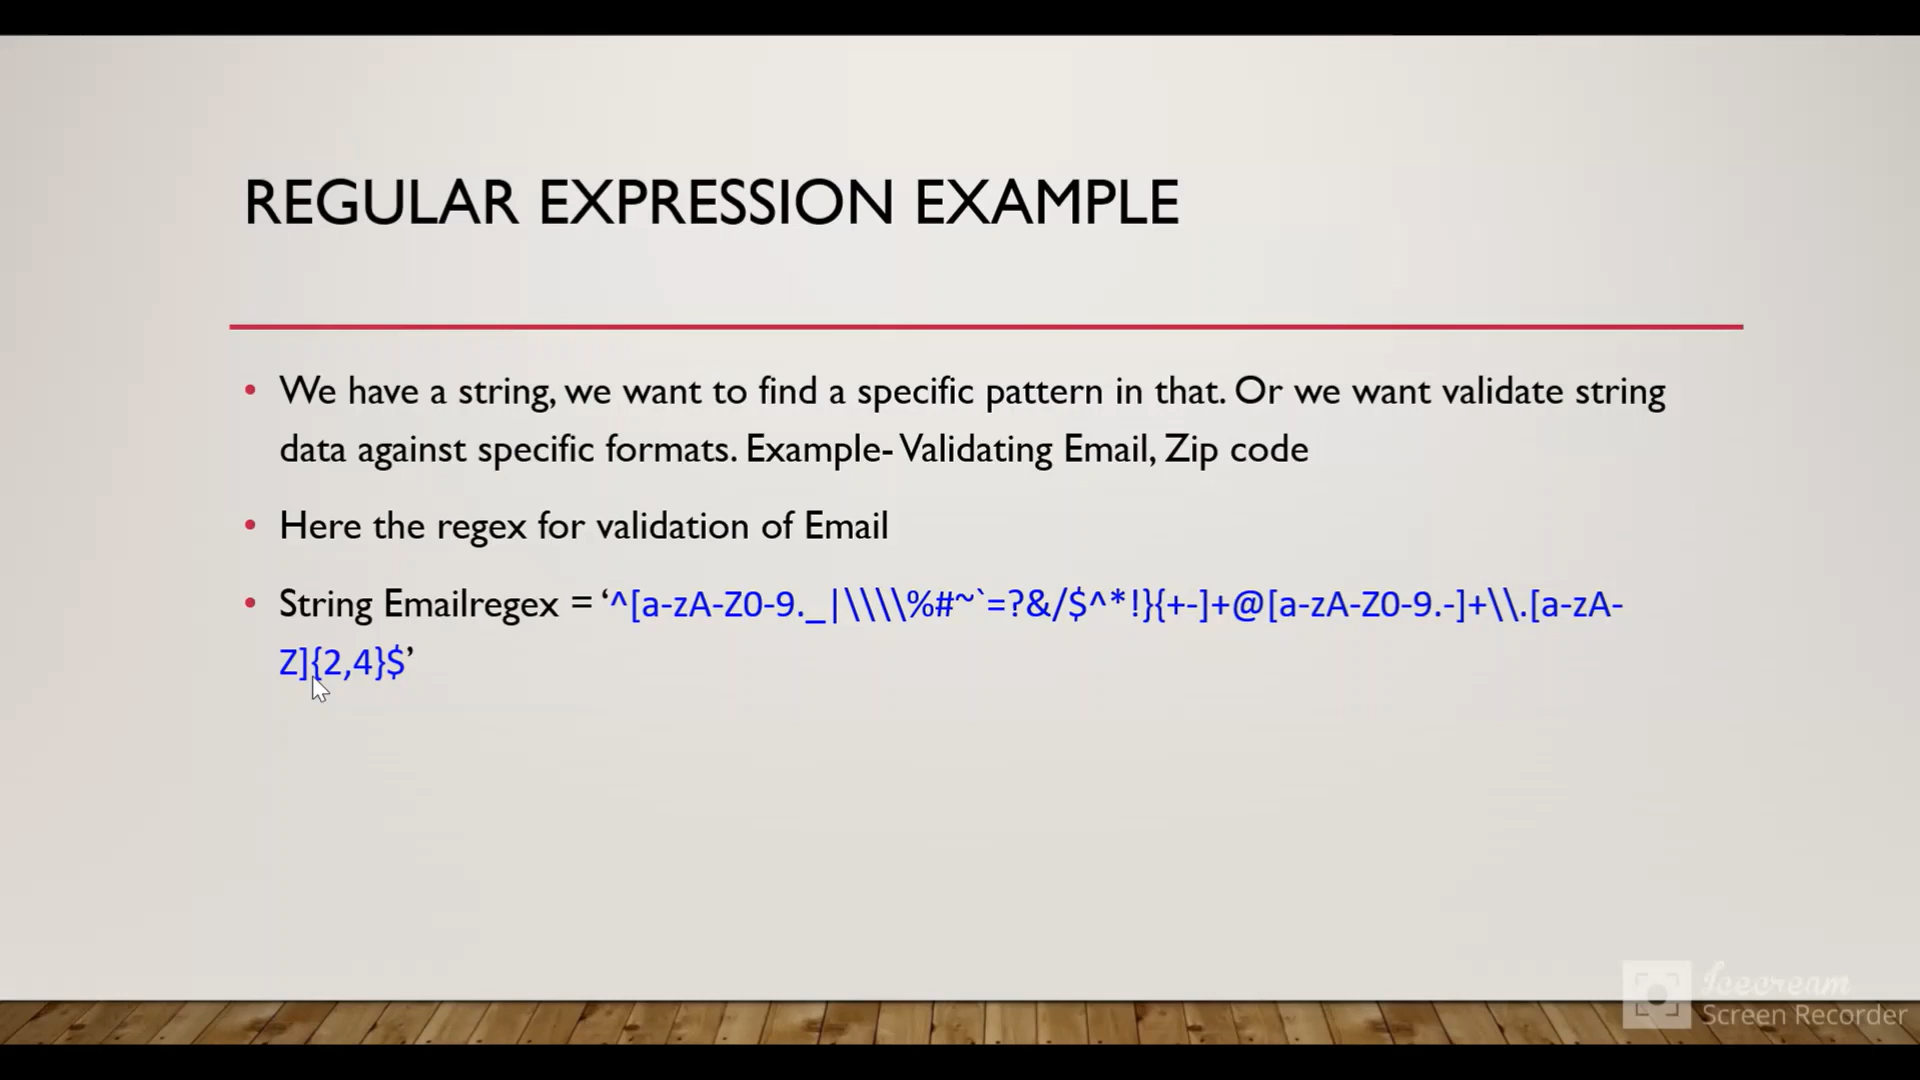 REGULAR EXPRESSION EXAMPLE
• We have a string, we want to find a specific pattern in that. Or we want validate string
data against specific formats. Example- Validating Email, Zip code
• Here the regex for validation of Email
• String Emailregex = ‘^[a-zA-Z0-9._|\\\\%#~`=?&/$^*!}{+-]+@[a-zA-Z0-9.-]+\\.[a-zA-
Z]{2,4}$’
Icecream
Screen Recorder